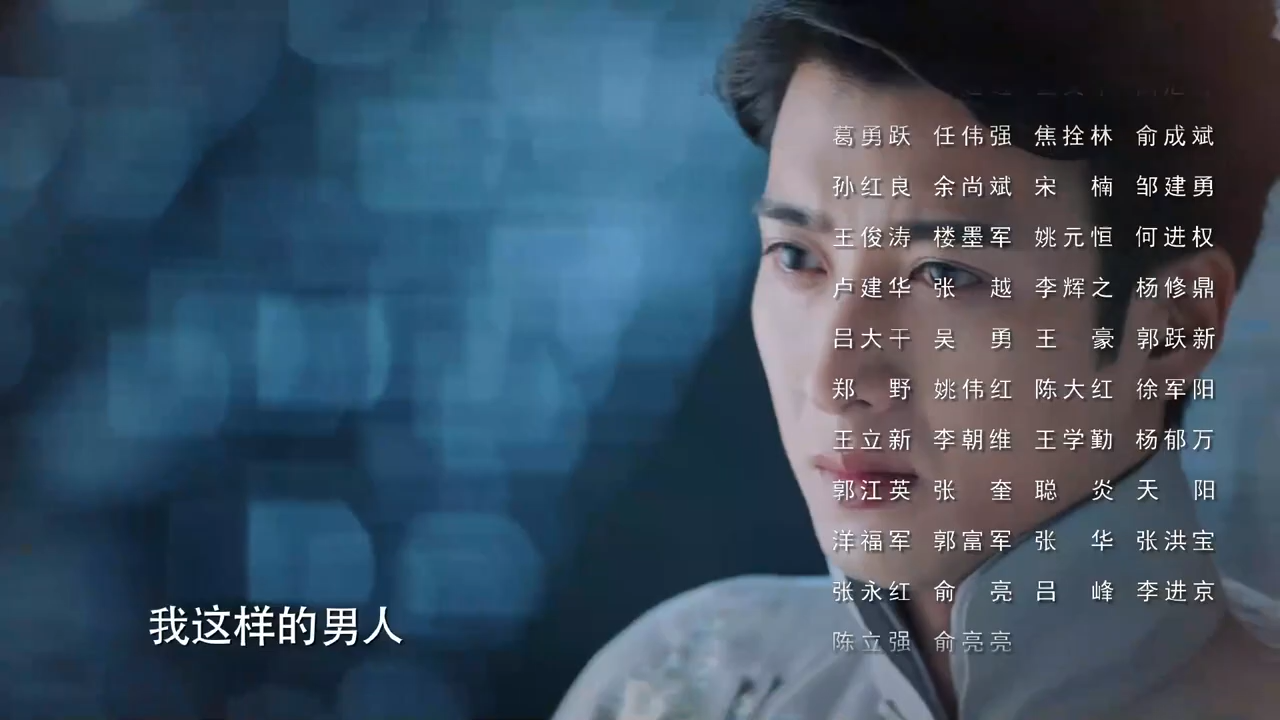 葛勇跃 任伟强 焦拴林 俞成斌
孙红良 余尚斌 宋 楠 邹建勇
王俊涛 楼墨军 姚元恒 何进权
卢建华 张 越 李辉之 杨修鼎
吕大干 吴 勇 王 豪 郭跃新
郑 野 姚伟红 陈大红 徐军阳
王立新 李朝维 王学勤 杨郁万
郭江英 张 奎 聪 炎 天 阳
洋福军 郭富军 张 华 张洪宝
张永红 俞 亮 吕 峰 李进京
陈立强 俞亮亮
我这样的男人